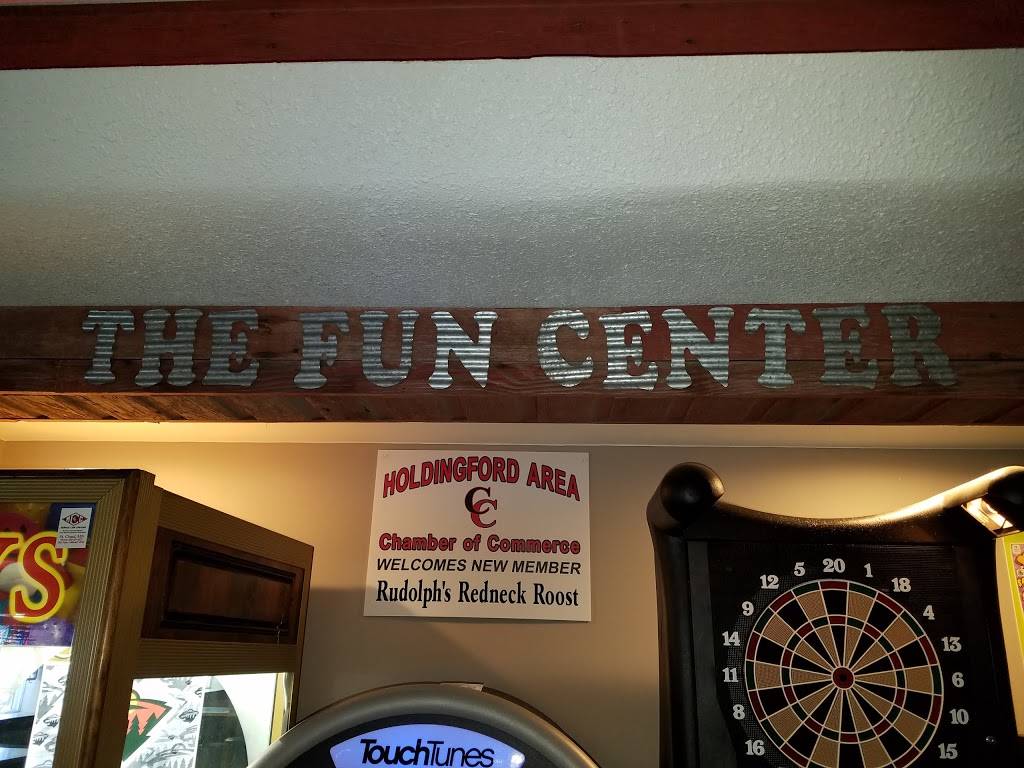 THE FUN CENTER
HOLDINGFORD AREA
CC
Chamber of Commerce
WELCOMES NEW MEMBER
Rudolph's Redneck Roost
TouchTunes
12 5 20 1 18
9 4
14 13
11 6
8 10
16 15